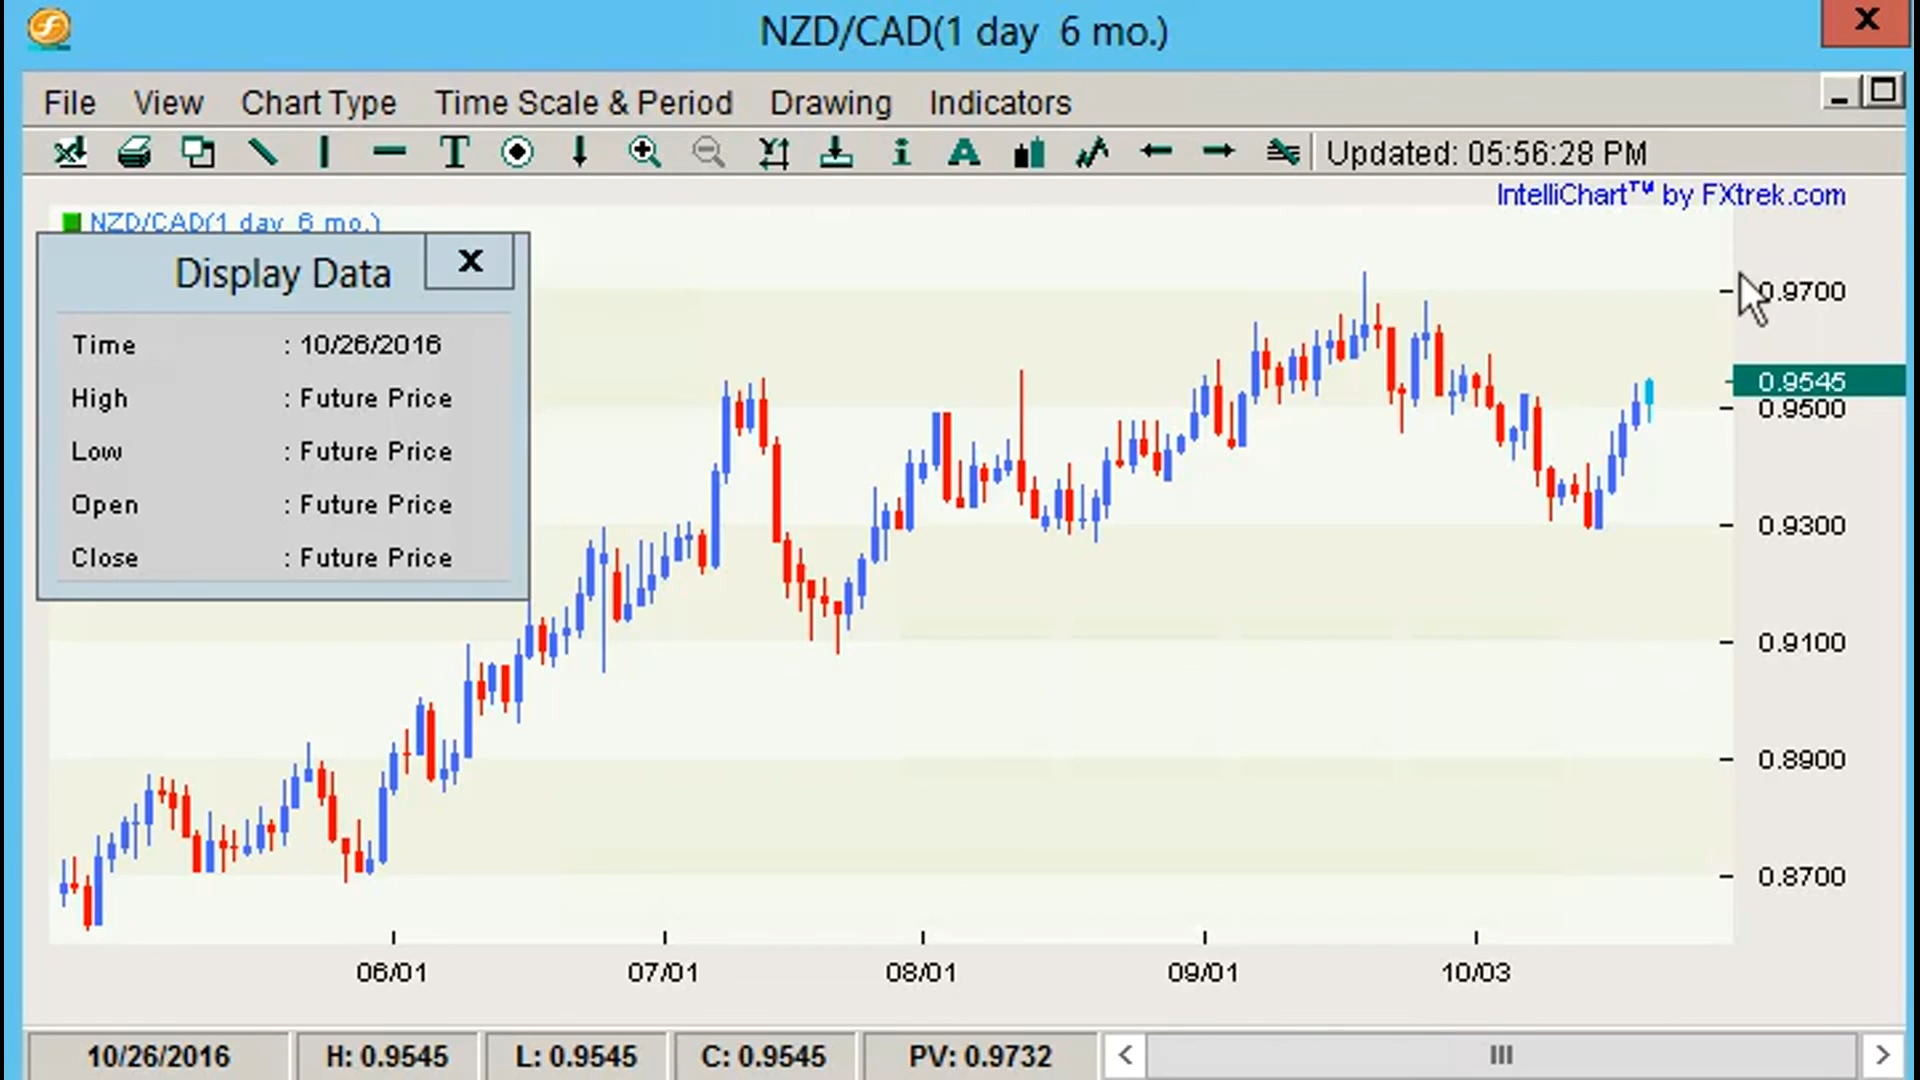 NZD/CAD(1 day 6 mo.)
x
File View Chart Type Time Scale & Period Drawing Indicators
Updated: 05:56:28 PM
IntelliChart™ by FXtrek.com
NZD/CAD(1 day 6 mo.)
Display Data x
Time : 10/26/2016
High : Future Price
Low : Future Price
Open : Future Price
Close : Future Price
0.9700
0.9545
0.9500
0.9300
0.9100
0.8900
0.8700
06/01 07/01 08/01 09/01 10/03
10/26/2016 H: 0.9545 L: 0.9545 C: 0.9545 PV: 0.9732